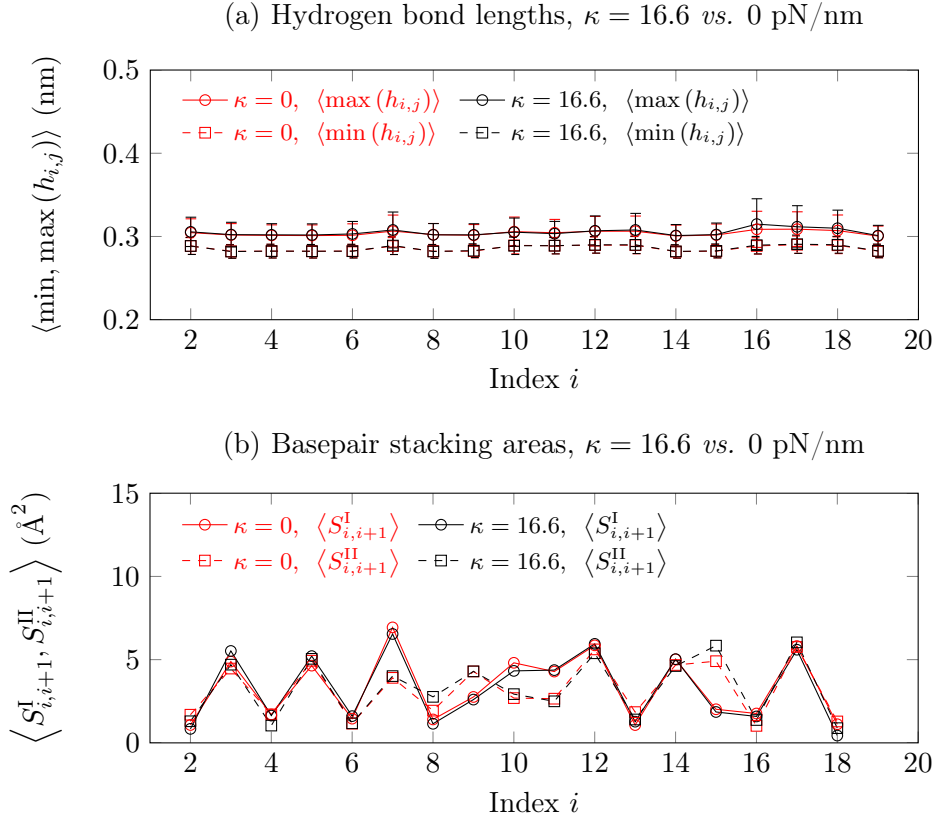 (a) Hydrogen bond lengths, κ = 16.6 vs. 0 pN/nm
⟨min, max (h_{i,j})⟩ (nm)
0.5
0.4
0.3
0.2
κ = 0, ⟨max (h_{i,j})⟩ κ = 16.6, ⟨max (h_{i,j})⟩
κ = 0, ⟨min (h_{i,j})⟩ κ = 16.6, ⟨min (h_{i,j})⟩
2 4 6 8 10 12 14 16 18 20
Index i
(b) Basepair stacking areas, κ = 16.6 vs. 0 pN/nm
⟨S^I_{i,i+1}, S^II_{i,i+1}⟩ (Å^2)
15
10
5
0
κ = 0, ⟨S^I_{i,i+1}⟩ κ = 16.6, ⟨S^I_{i,i+1}⟩
κ = 0, ⟨S^II_{i,i+1}⟩ κ = 16.6, ⟨S^II_{i,i+1}⟩
2 4 6 8 10 12 14 16 18 20
Index i